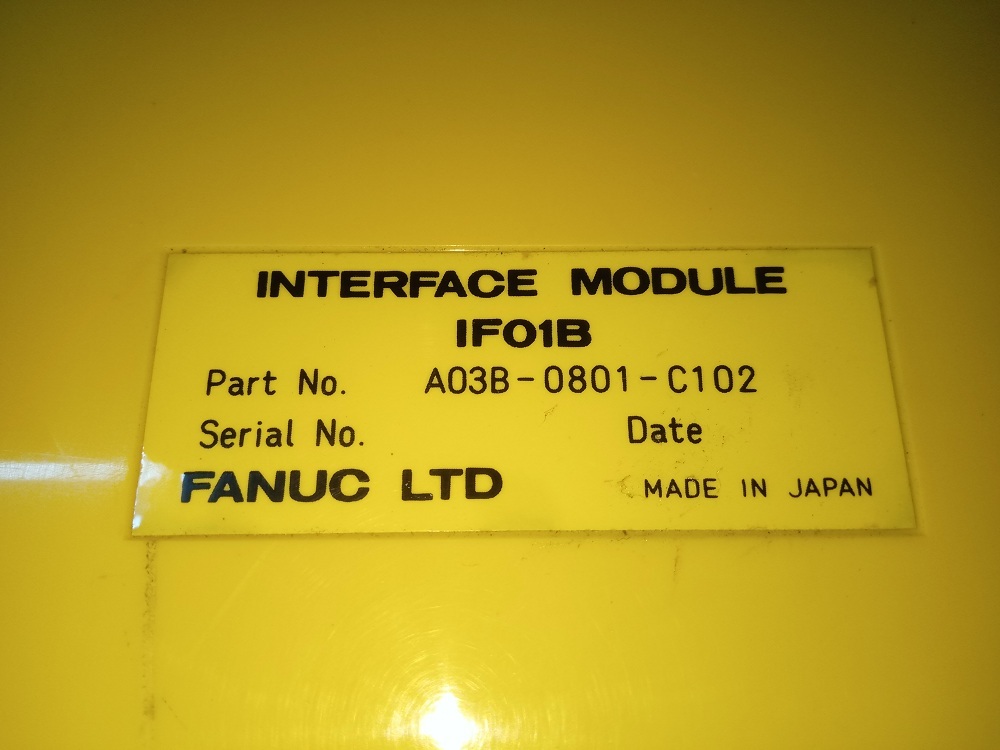 INTERFACE MODULE
IF01B
Part No. A03B-0801-C102
Serial No. Date
FANUC LTD MADE IN JAPAN